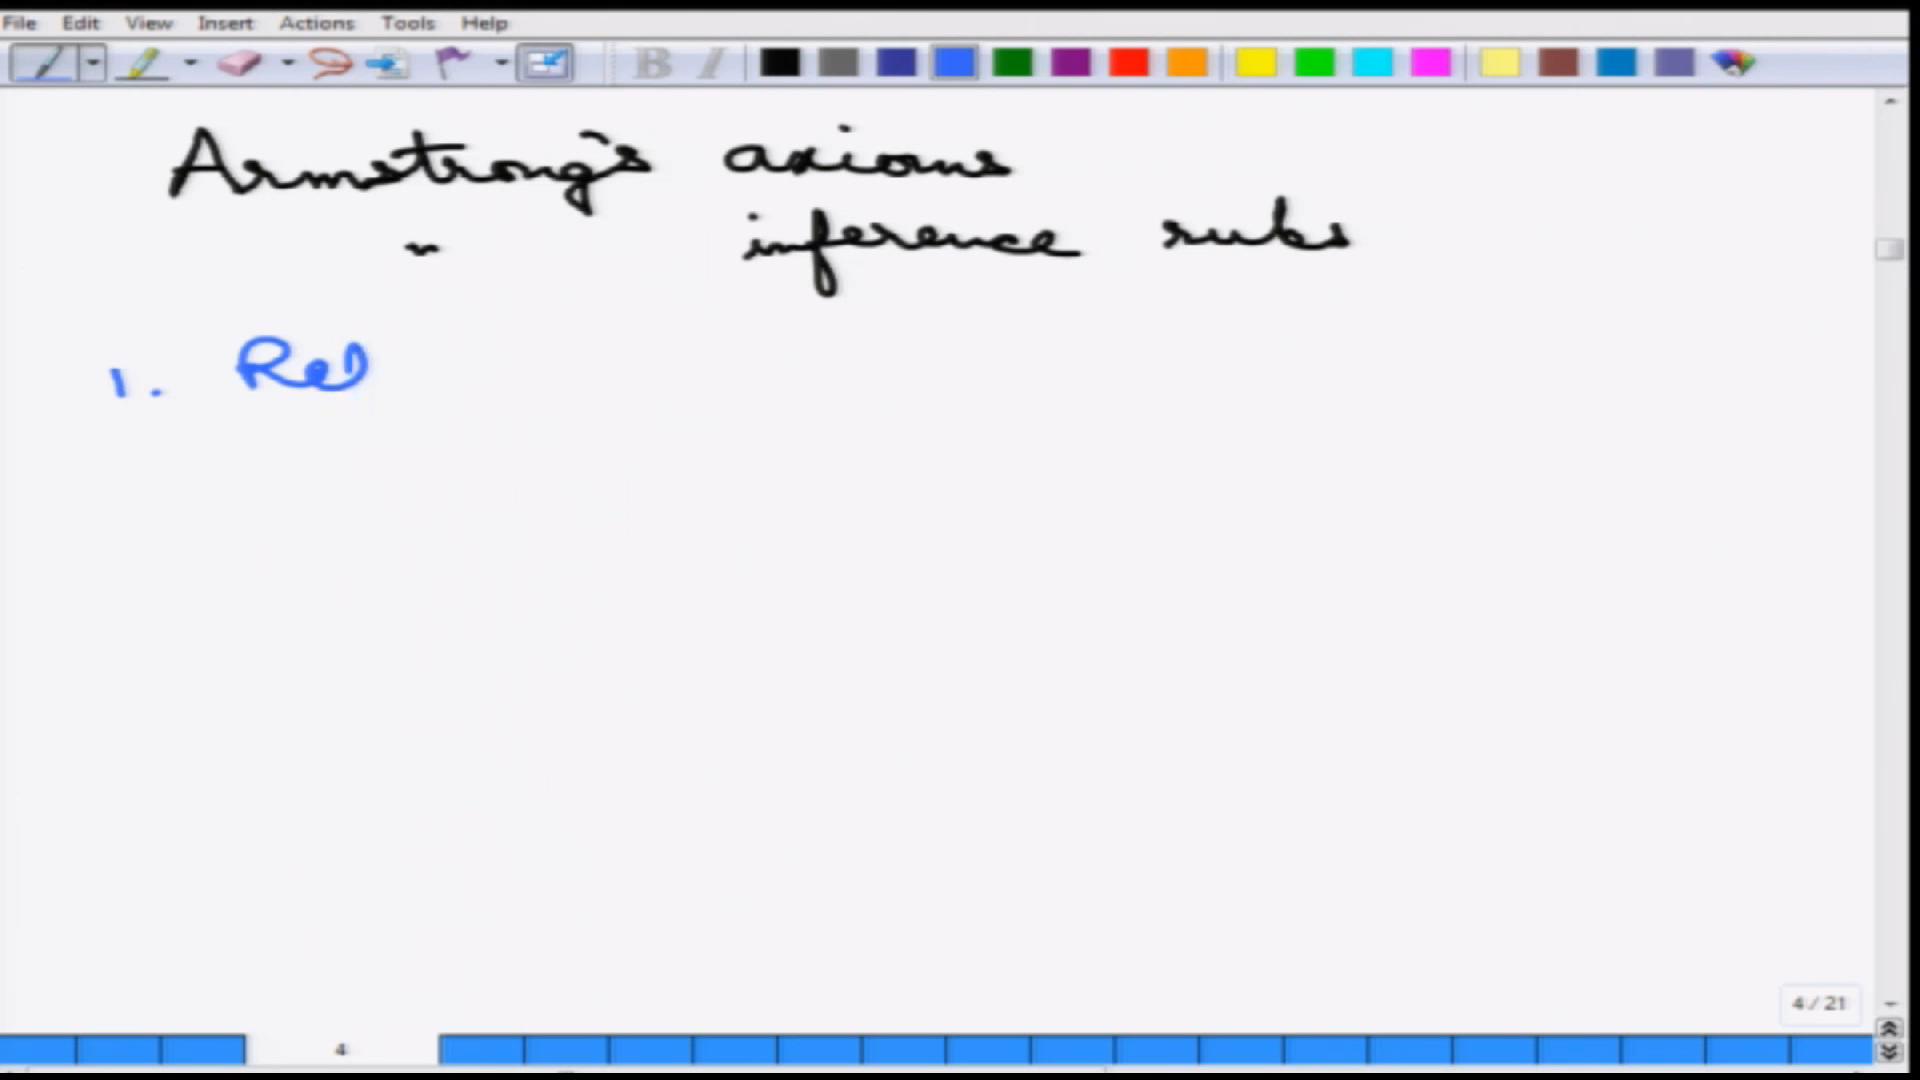 File Edit View Insert Actions Tools Help
B I
Armstrong's axioms
" inference rules
1. Rel
4 / 21
4